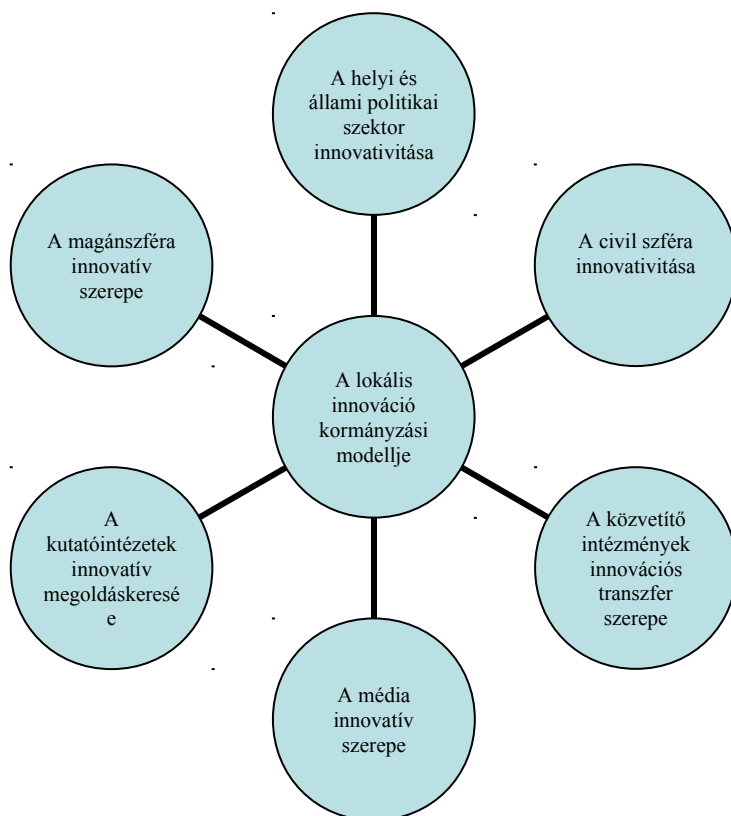 A helyi és
állami politikai
szektor
innovativitása
A magánszféra
innovatív
szerepe
A civil szféra
innovativitása
A lokális
innováció
kormányzási
modellje
A
kutatóintézetek
innovatív
megoldáskeresé
e
A közvetítő
intézmények
innovációs
transzfer
szerepe
A média
innovatív
szerepe